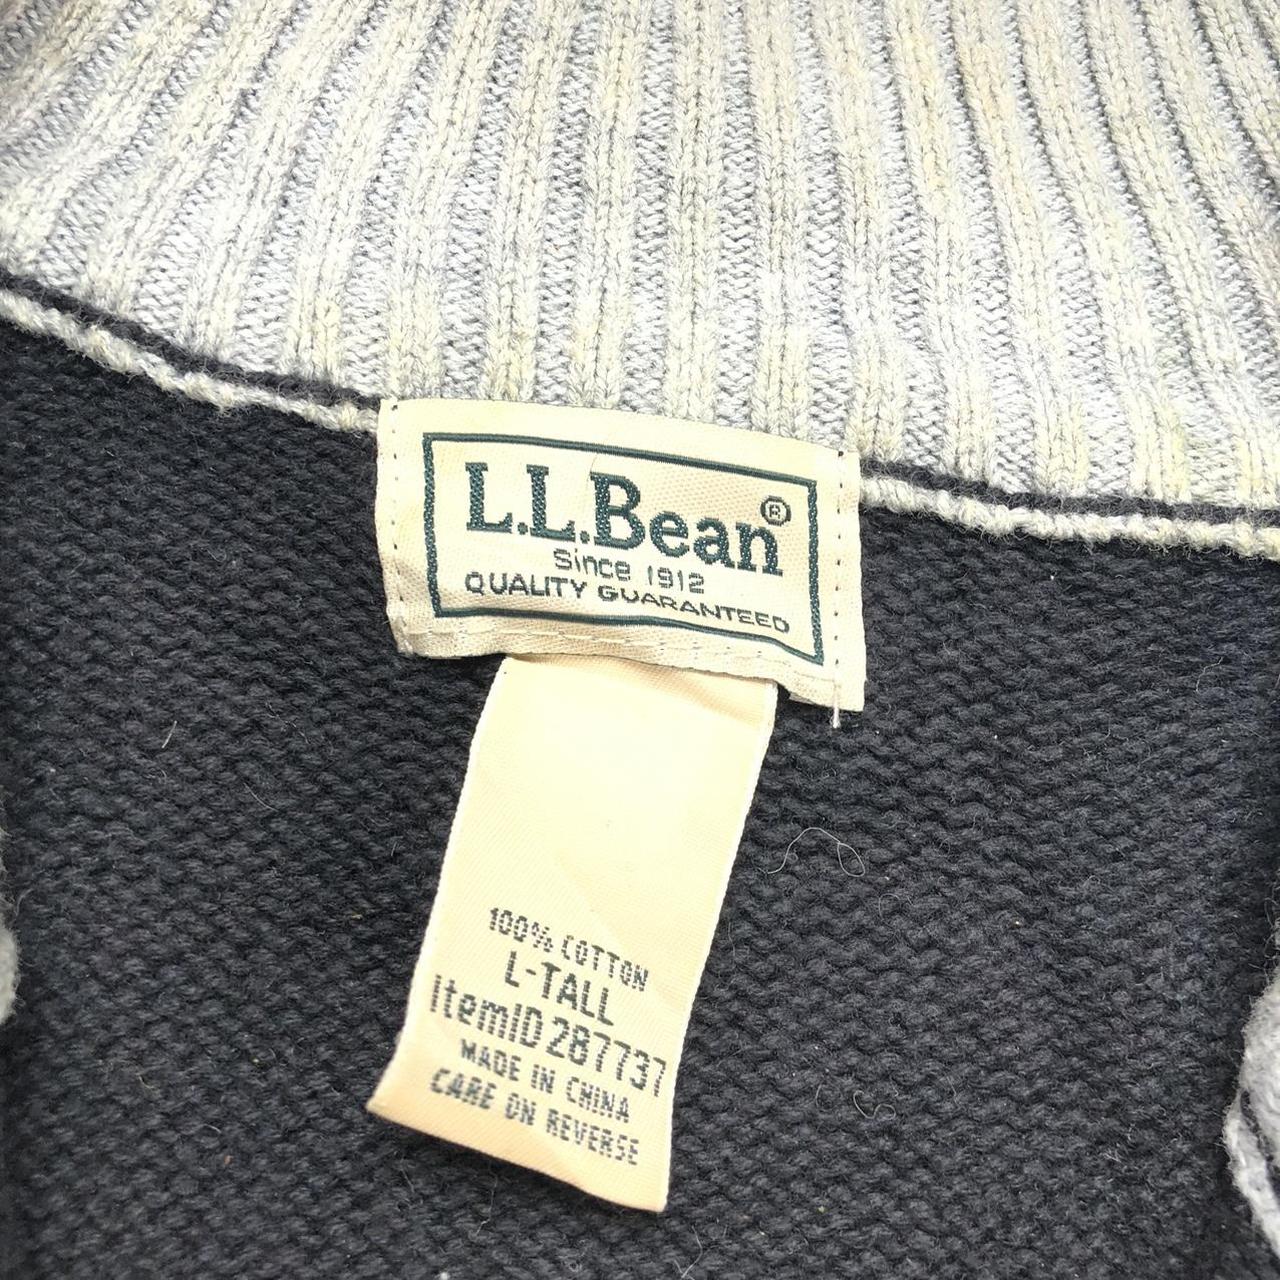 L.L.Bean®
Since 1912
QUALITY GUARANTEED
100% COTTON
L-TALL
ItemID 287737
MADE IN CHINA
CARE ON REVERSE